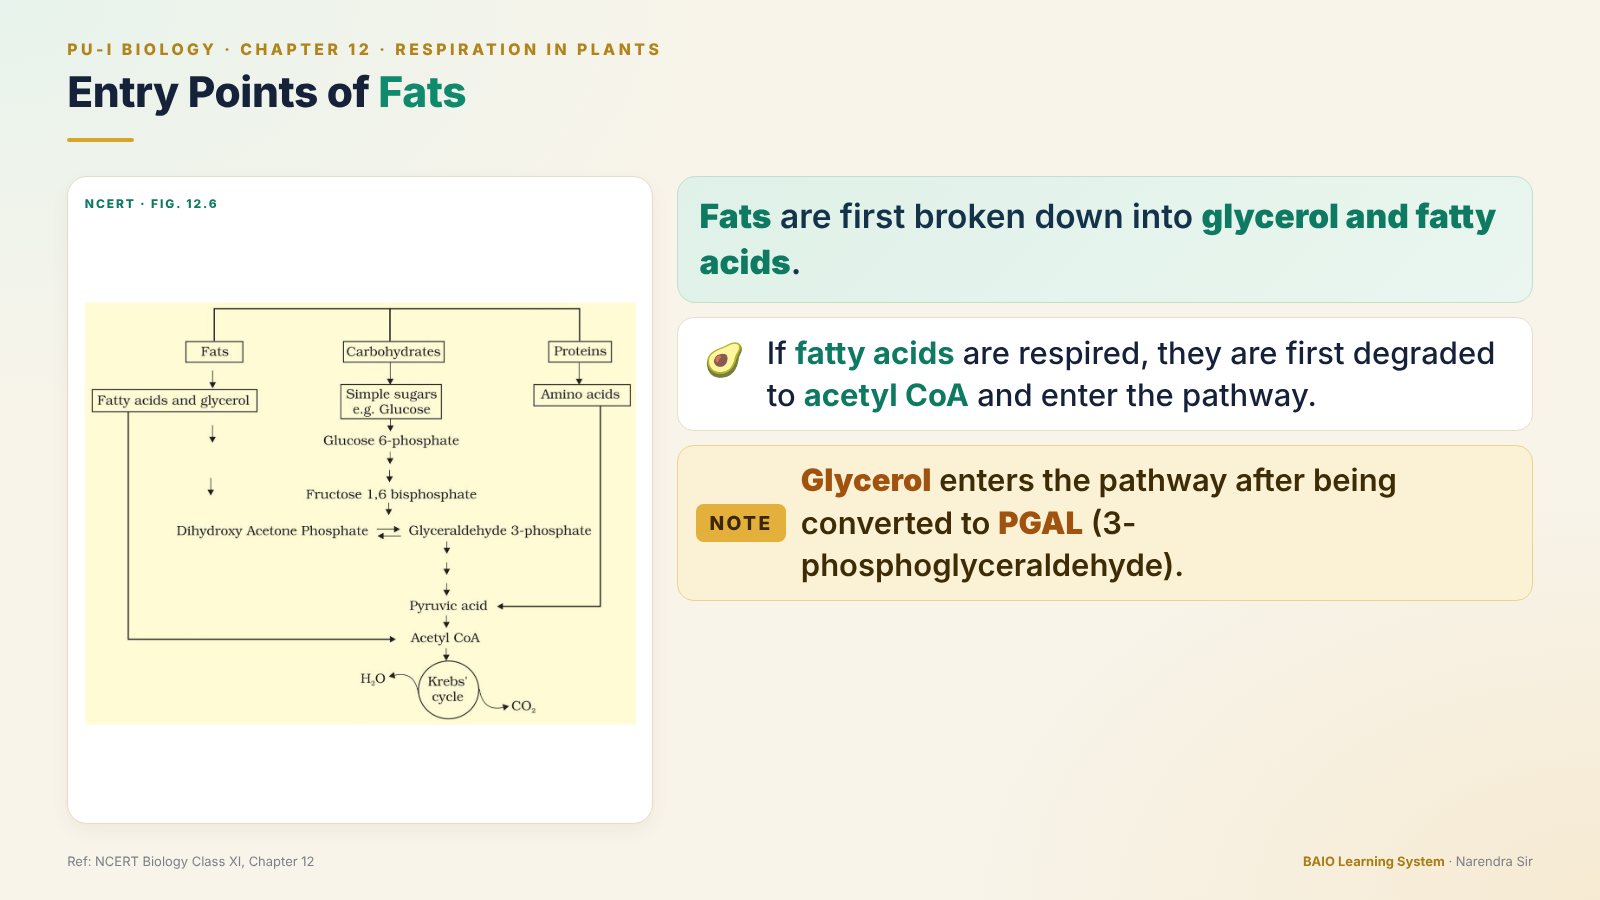 PU-I BIOLOGY · CHAPTER 12 · RESPIRATION IN PLANTS
Entry Points of Fats
NCERT · FIG. 12.6
Fats
Carbohydrates
Proteins
Fatty acids and glycerol
Simple sugars
e.g. Glucose
Amino acids
Glucose 6-phosphate
Fructose 1,6 bisphosphate
Dihydroxy Acetone Phosphate
Glyceraldehyde 3-phosphate
Pyruvic acid
Acetyl CoA
H₂O
Krebs'
cycle
CO₂
Fats are first broken down into glycerol and fatty
acids.
If fatty acids are respired, they are first degraded
to acetyl CoA and enter the pathway.
NOTE
Glycerol enters the pathway after being
converted to PGAL (3-
phosphoglyceraldehyde).
Ref: NCERT Biology Class XI, Chapter 12
BAIO Learning System · Narendra Sir